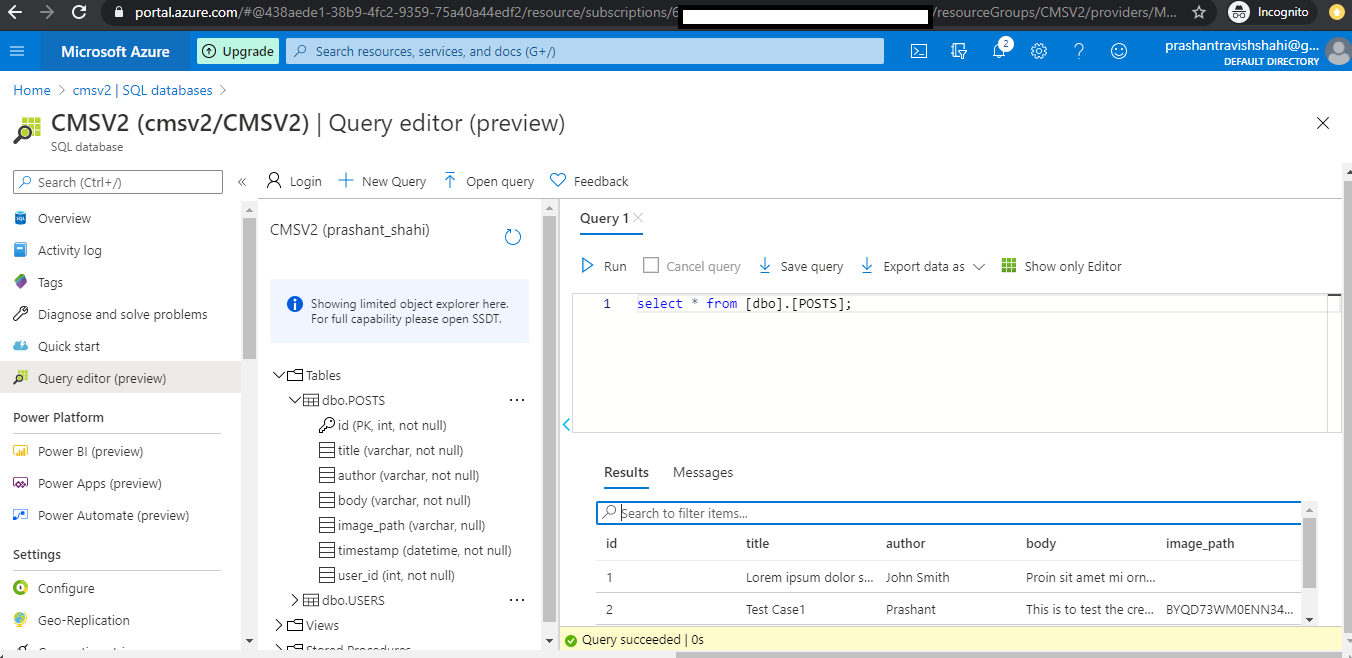 portal.azure.com/#@438aede1-38b9-4fc2-9359-75a40a44edf2/resource/subscriptions/6 /resourceGroups/CMSV2/providers/M... Incognito
Microsoft Azure Upgrade Search resources, services, and docs (G+/) 2 prashantravishshahi@g...
DEFAULT DIRECTORY
Home > cmsv2 | SQL databases >
CMSV2 (cmsv2/CMSV2) | Query editor (preview)
SQL database
Search (Ctrl+/) «
Overview
Activity log
Tags
Diagnose and solve problems
Quick start
Query editor (preview)
Power Platform
Power BI (preview)
Power Apps (preview)
Power Automate (preview)
Settings
Configure
Geo-Replication
Login New Query Open query Feedback
CMSV2 (prashant_shahi)
Showing limited object explorer here.
For full capability please open SSDT.
Tables
dbo.POSTS ...
id (PK, int, not null)
title (varchar, not null)
author (varchar, not null)
body (varchar, not null)
image_path (varchar, null)
timestamp (datetime, not null)
user_id (int, not null)
dbo.USERS ...
Views
Stored Procedures
Query 1
Run Cancel query Save query Export data as Show only Editor
1 select * from [dbo].[POSTS];
Results Messages
Search to filter items...
id title author body image_path
1 Lorem ipsum dolor s... John Smith Proin sit amet mi orn...
2 Test Case1 Prashant This is to test the cre... BYQD73WM0ENN34...
Query succeeded | 0s